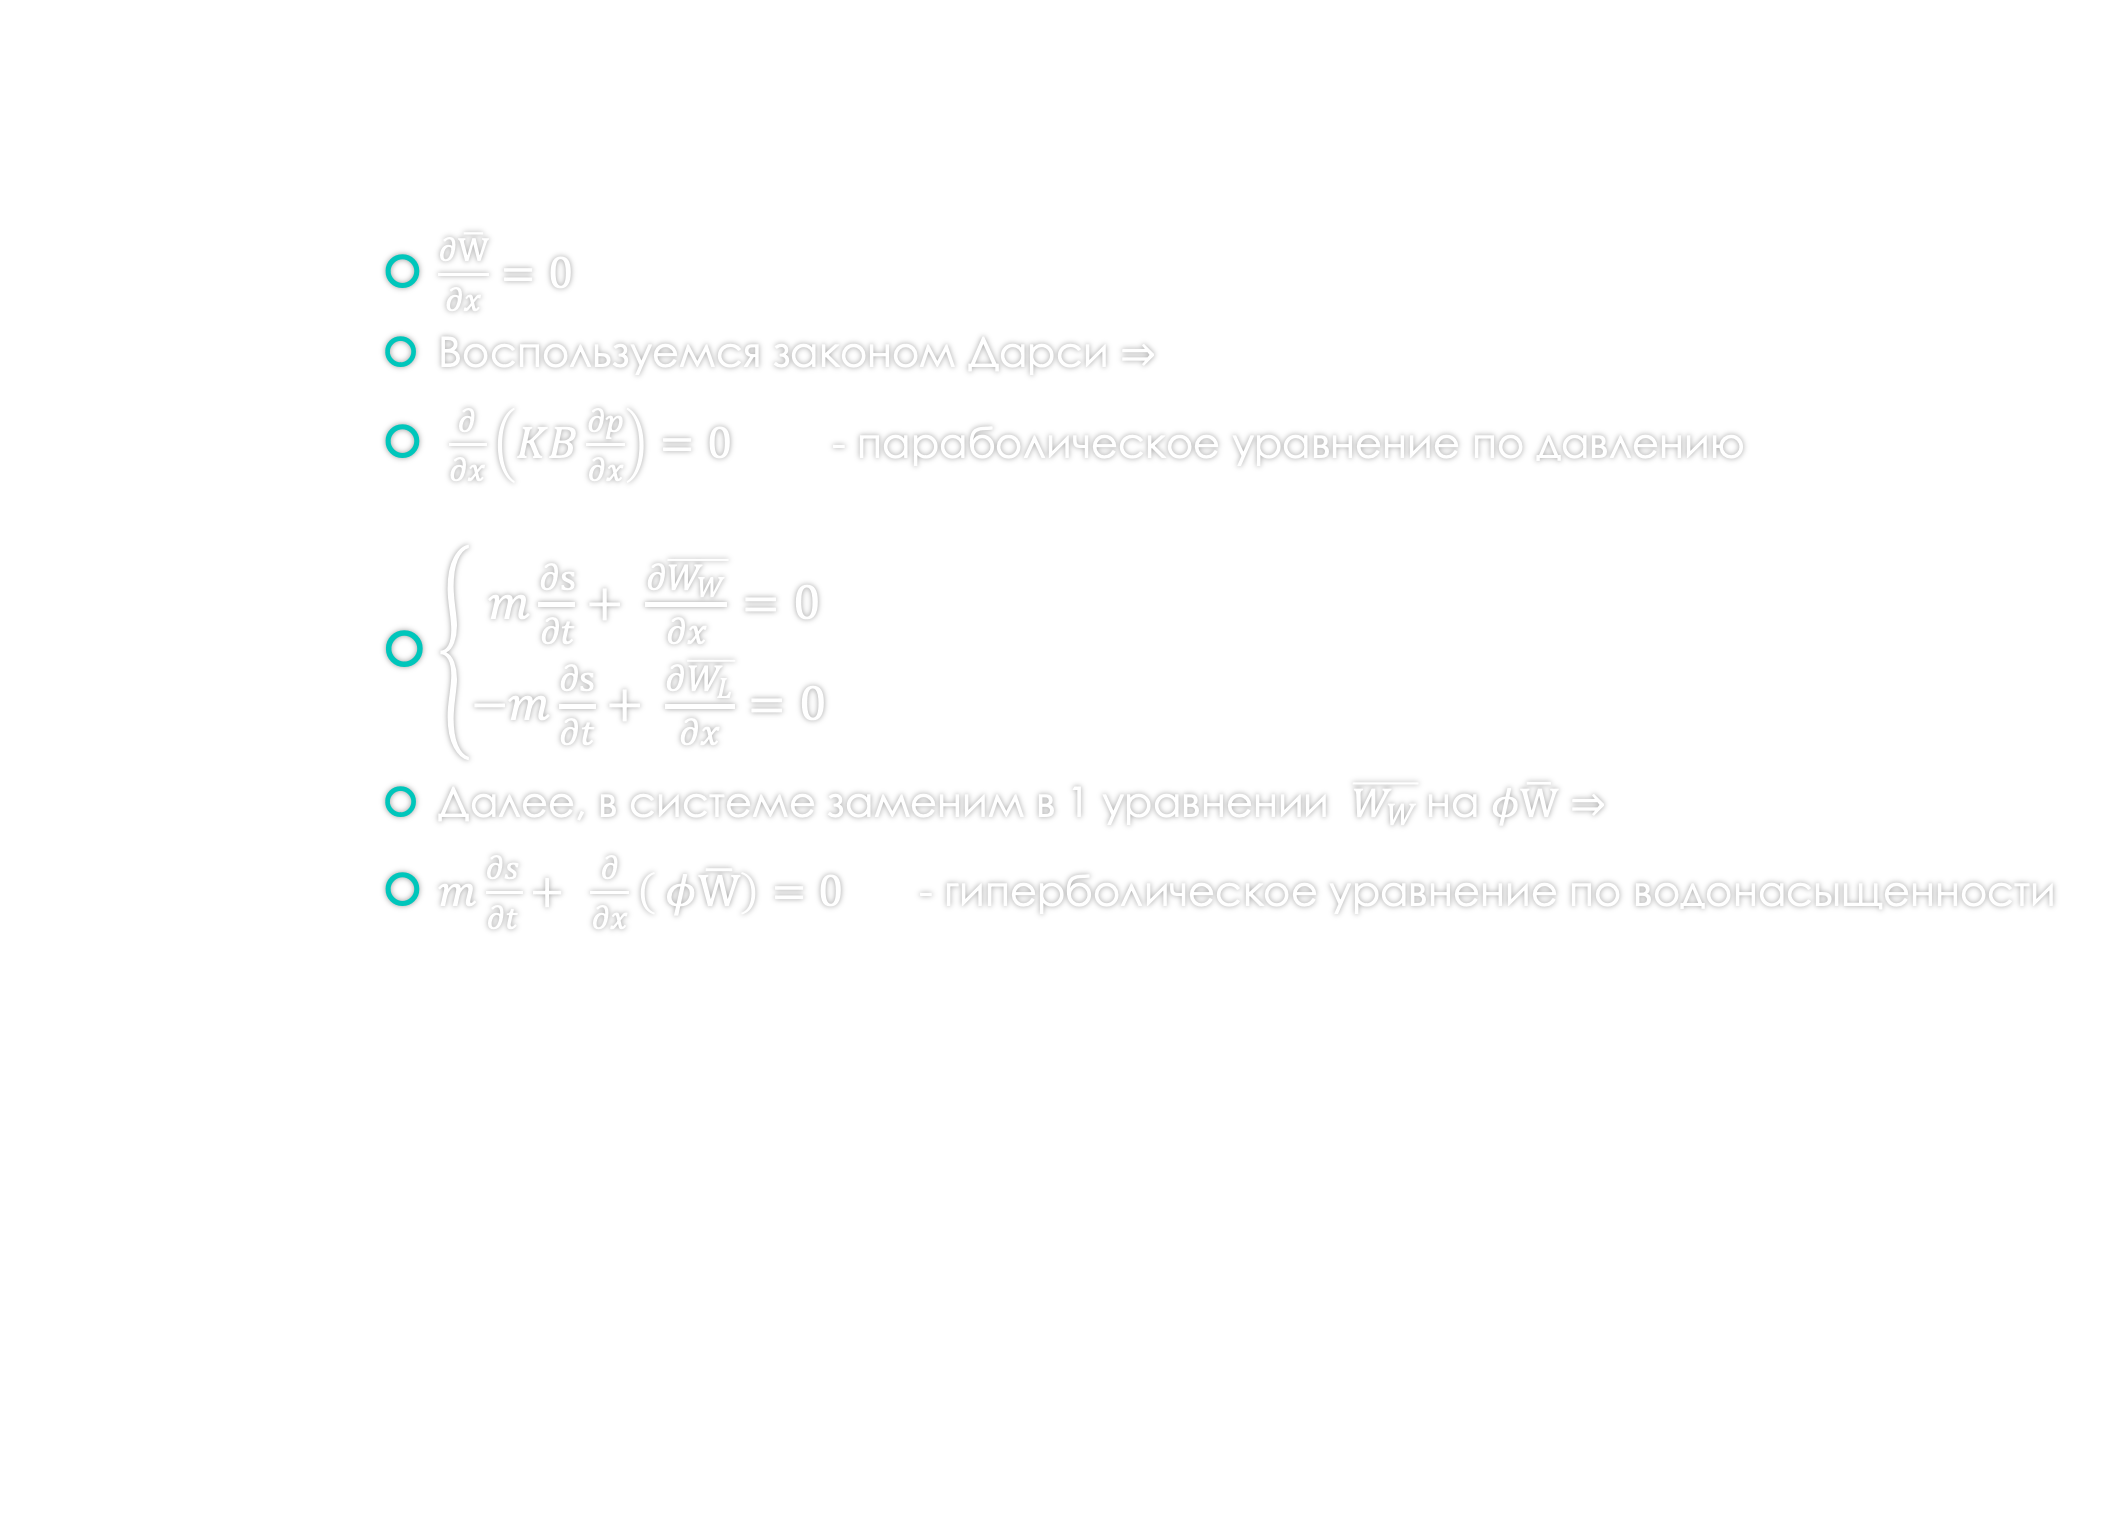 ∂W̅/∂x = 0
Воспользуемся законом Дарси ⇒
∂/∂x (KB ∂p/∂x) = 0 - параболическое уравнение по давлению
{ m ∂s/∂t + ∂W̅_W̅/∂x = 0
−m ∂s/∂t + ∂W̅_L̅/∂x = 0
Далее, в системе заменим в 1 уравнении W̅_W̅ на ϕW̅ ⇒
m ∂s/∂t + ∂/∂x ( ϕW̅) = 0 - гиперболическое уравнение по водонасыщенности